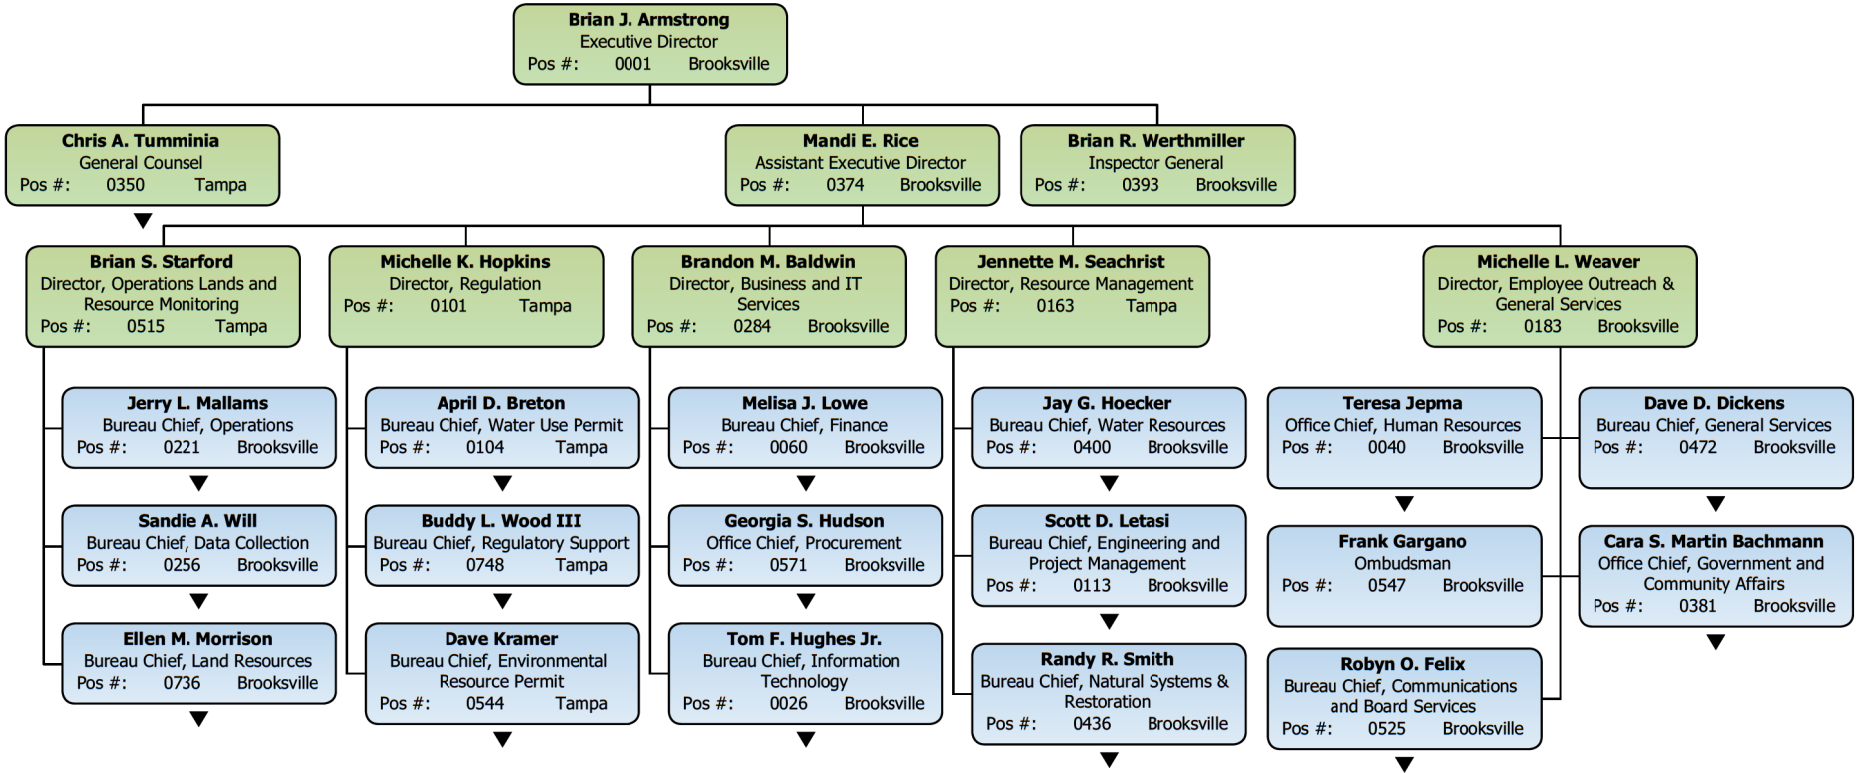 Brian J. Armstrong
Executive Director
Pos #: 0001 Brooksville
Chris A. Tumminia
General Counsel
Pos #: 0350 Tampa
Mandi E. Rice
Assistant Executive Director
Pos #: 0374 Brooksville
Brian R. Werthmiller
Inspector General
Pos #: 0393 Brooksville
Brian S. Starford
Director, Operations Lands and
Resource Monitoring
Pos #: 0515 Tampa
Michelle K. Hopkins
Director, Regulation
Pos #: 0101 Tampa
Brandon M. Baldwin
Director, Business and IT
Services
Pos #: 0284 Brooksville
Jennette M. Seachrist
Director, Resource Management
Pos #: 0163 Tampa
Michelle L. Weaver
Director, Employee Outreach &
General Services
Pos #: 0183 Brooksville
Jerry L. Mallams
Bureau Chief, Operations
Pos #: 0221 Brooksville
Sandie A. Will
Bureau Chief, Data Collection
Pos #: 0256 Brooksville
Ellen M. Morrison
Bureau Chief, Land Resources
Pos #: 0736 Brooksville
April D. Breton
Bureau Chief, Water Use Permit
Pos #: 0104 Tampa
Buddy L. Wood III
Bureau Chief, Regulatory Support
Pos #: 0748 Tampa
Dave Kramer
Bureau Chief, Environmental
Resource Permit
Pos #: 0544 Tampa
Melisa J. Lowe
Bureau Chief, Finance
Pos #: 0060 Brooksville
Georgia S. Hudson
Office Chief, Procurement
Pos #: 0571 Brooksville
Tom F. Hughes Jr.
Bureau Chief, Information
Technology
Pos #: 0026 Brooksville
Jay G. Hoecker
Bureau Chief, Water Resources
Pos #: 0400 Brooksville
Scott D. Letasi
Bureau Chief, Engineering and
Project Management
Pos #: 0113 Brooksville
Randy R. Smith
Bureau Chief, Natural Systems &
Restoration
Pos #: 0436 Brooksville
Teresa Jepma
Office Chief, Human Resources
Pos #: 0040 Brooksville
Dave D. Dickens
Bureau Chief, General Services
Pos #: 0472 Brooksville
Frank Gargano
Ombudsman
Pos #: 0547 Brooksville
Cara S. Martin Bachmann
Office Chief, Government and
Community Affairs
Pos #: 0381 Brooksville
Robyn O. Felix
Bureau Chief, Communications
and Board Services
Pos #: 0525 Brooksville